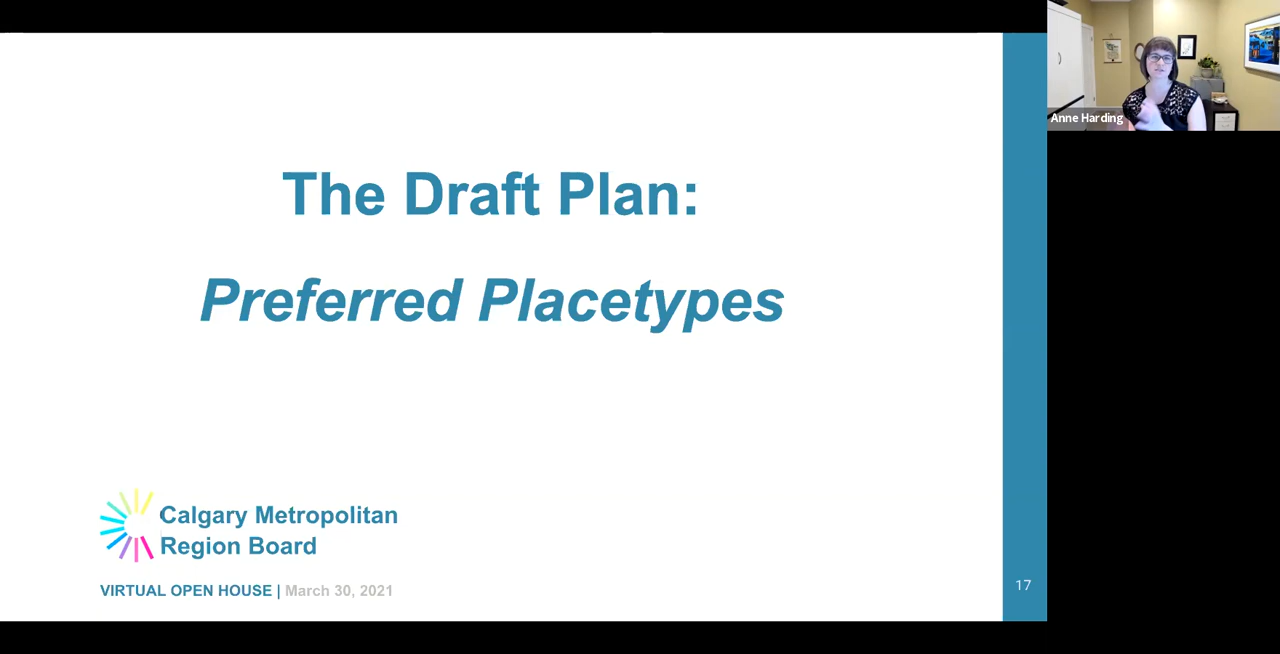 Anne Harding
The Draft Plan:
Preferred Placetypes
Calgary Metropolitan
Region Board
VIRTUAL OPEN HOUSE | March 30, 2021
17